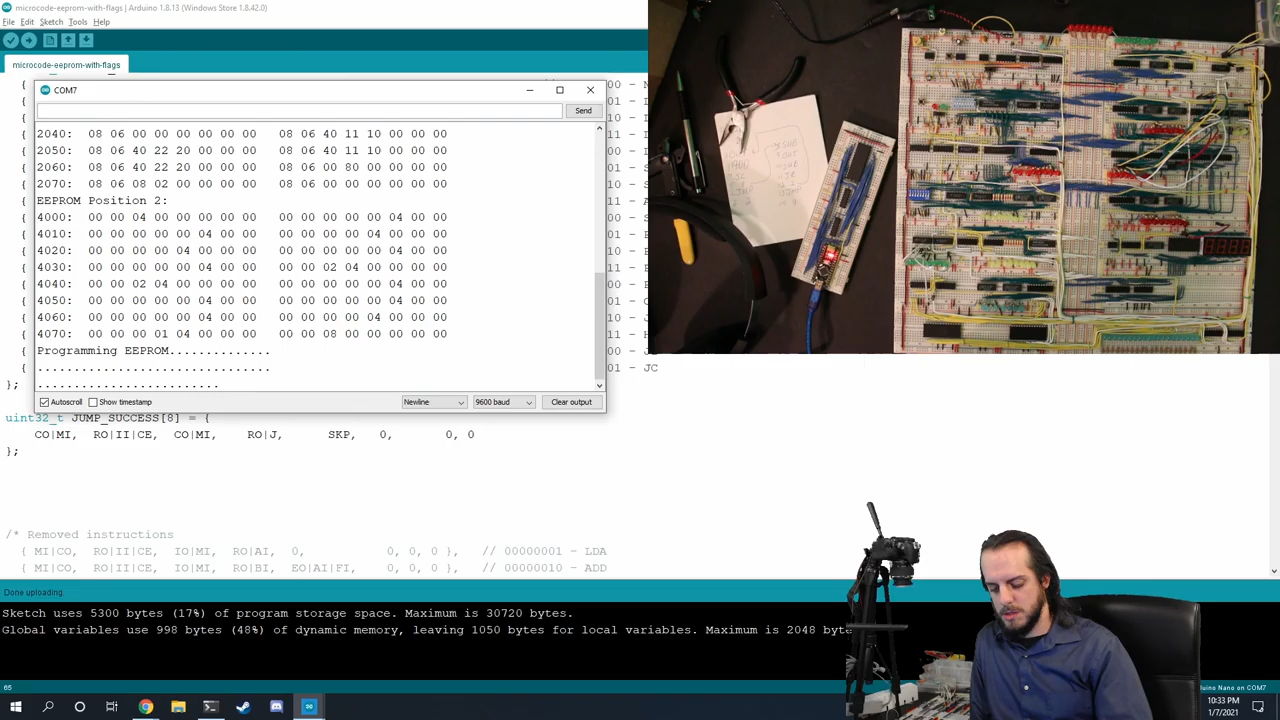 microcode-eeprom-with-flags | Arduino 1.8.13 (Windows Store 1.8.42.0)
File Edit Sketch Tools Help
microcode-eeprom-with-flags
COM7
Send
2040: 08 06 00 00 00 00 00 00 08 06 40 11 10 00 00 00
2050: 08 06 40 22 20 00 00 00 08 06 40 11 10 00 00 00
2060: 08 06 40 22 20 00 00 00 08 06 00 00 00 00 00 00
2070: 08 06 08 02 00 00 00 00 08 06 00 00 00 00 00 00
EEPROM Position 2:
4000: 00 00 04 00 00 00 00 00 00 00 00 00 04 00 00
4010: 00 00 00 00 00 04 00 00 00 00 00 00 04 00 00 00
4020: 00 00 00 00 00 04 00 00 00 00 00 00 00 04 00 00
4030: 00 00 00 00 00 04 00 00 00 00 02 04 00 00 00 00
4040: 00 00 02 04 00 00 00 00 00 00 00 00 00 04 00 00
4050: 00 00 00 00 00 04 00 00 00 00 00 00 00 04 00 00
4060: 00 00 00 00 00 04 00 00 00 00 00 00 04 00 00 00
4070: 00 00 00 01 04 00 00 00 00 00 08 00 00 00 00 00
Programming EEPROM..............
................................
.........................
Autoscroll Show timestamp Newline 9600 baud Clear output
01 - JC
};
uint32_t JUMP_SUCCESS[8] = {
CO|MI, RO|II|CE, CO|MI, RO|J, SKP, 0, 0, 0
};
/* Removed instructions
{ MI|CO, RO|II|CE, IO|MI, RO|AI, 0, 0, 0, 0 }, // 00000001 - LDA
{ MI|CO, RO|II|CE, IO|MI, RO|BI, EO|AI|FI, 0, 0, 0 }, // 00000010 - ADD
Done uploading.
Sketch uses 5300 bytes (17%) of program storage space. Maximum is 30720 bytes.
Global variables use 998 bytes (48%) of dynamic memory, leaving 1050 bytes for local variables. Maximum is 2048
65
on COM7
10:33 PM
1/7/2021